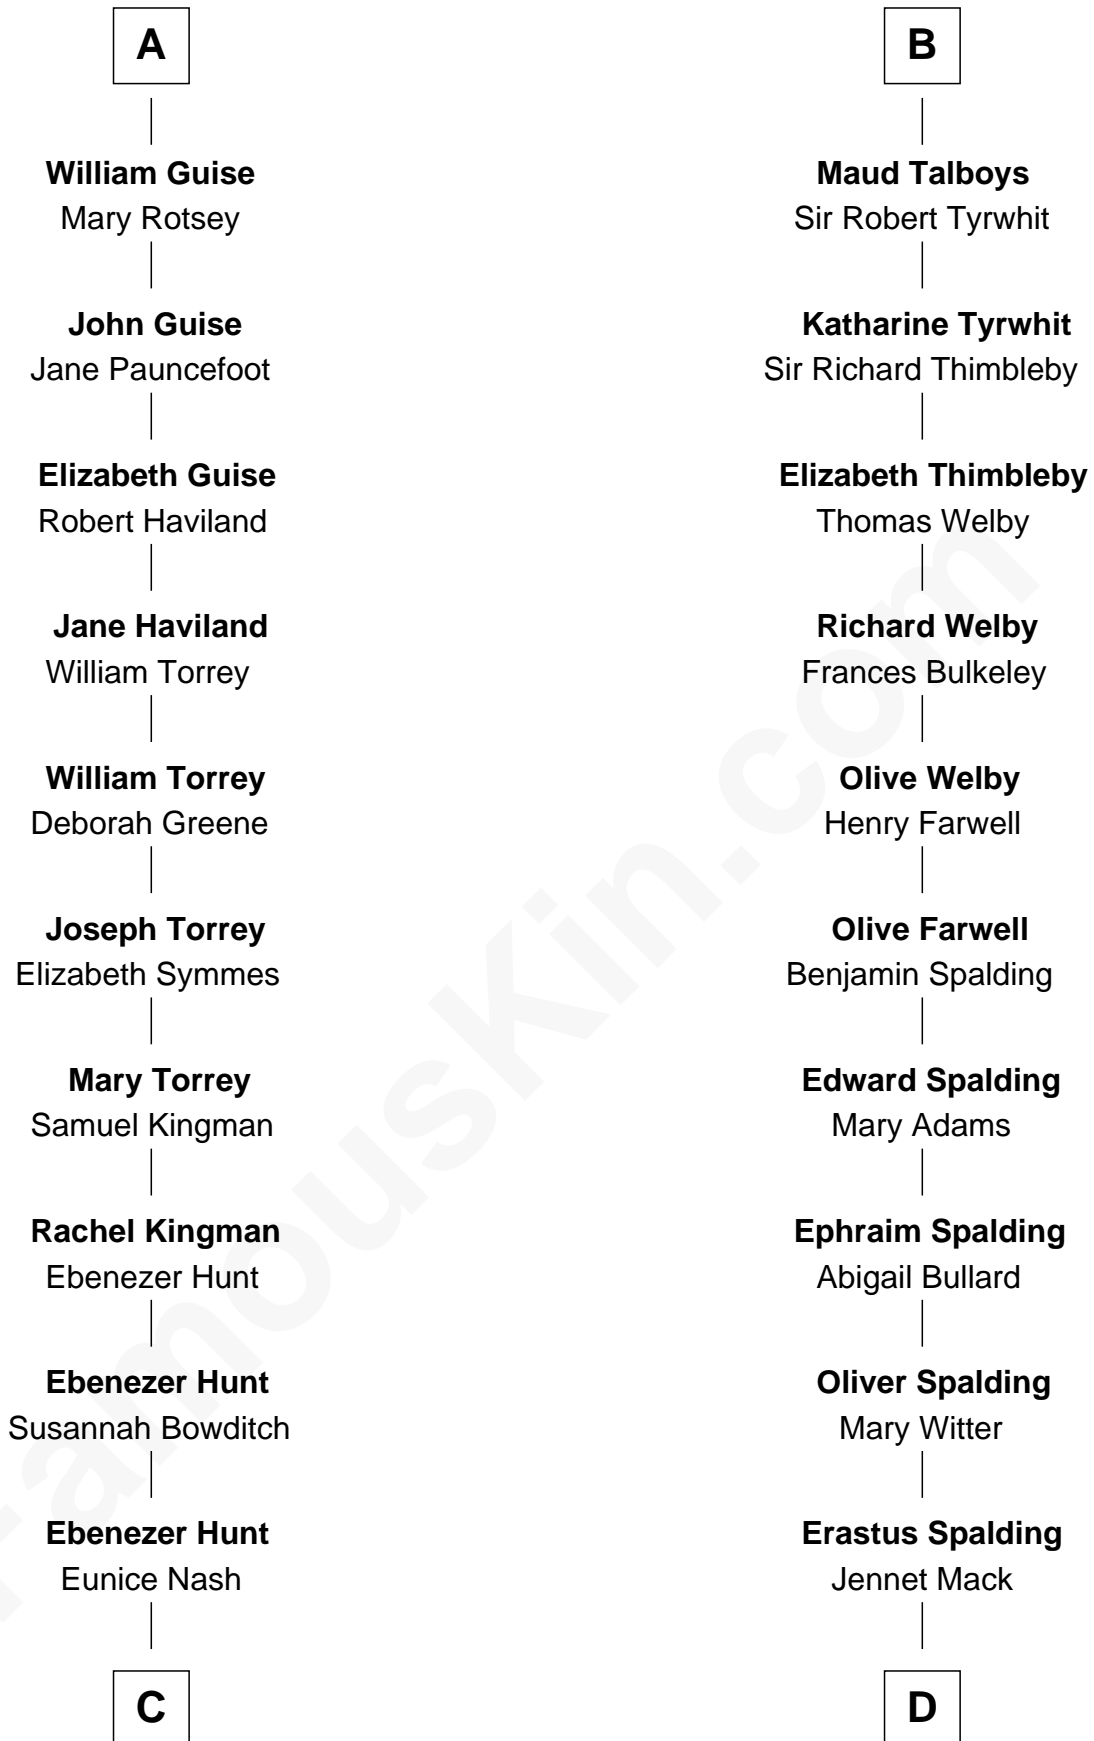 A
William Guise
Mary Rotsey
John Guise
Jane Pauncefoot
Elizabeth Guise
Robert Haviland
Jane Haviland
William Torrey
William Torrey
Deborah Greene
Joseph Torrey
Elizabeth Symmes
Mary Torrey
Samuel Kingman
Rachel Kingman
Ebenezer Hunt
Ebenezer Hunt
Susannah Bowditch
Ebenezer Hunt
Eunice Nash
C
B
Maud Talboys
Sir Robert Tyrwhit
Katharine Tyrwhit
Sir Richard Thimbleby
Elizabeth Thimbleby
Thomas Welby
Richard Welby
Frances Bulkeley
Olive Welby
Henry Farwell
Olive Farwell
Benjamin Spalding
Edward Spalding
Mary Adams
Ephraim Spalding
Abigail Bullard
Oliver Spalding
Mary Witter
Erastus Spalding
Jennet Mack
D
FamousKin.com